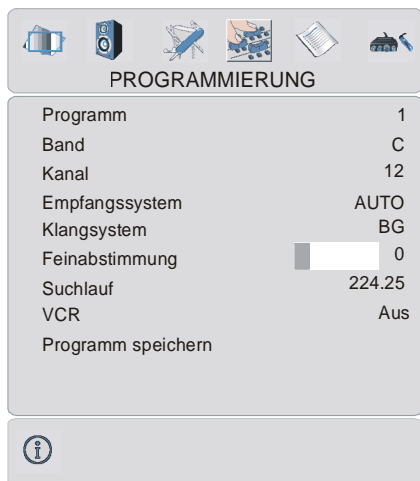 PROGRAMMIERUNG
Programm 1
Band C
Kanal 12
Empfangssystem AUTO
Klangsystem BG
Feinabstimmung 0
Suchlauf 224.25
VCR Aus
Programm speichern